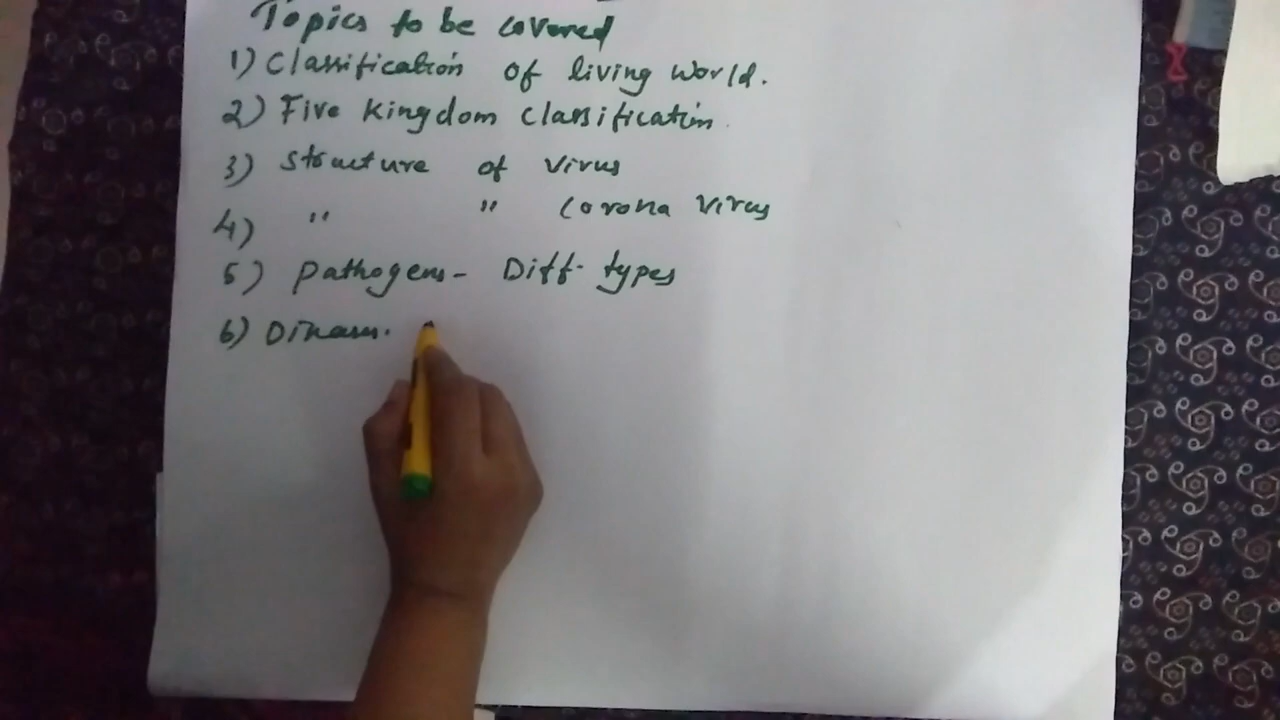 Topics to be covered
1) Classification of living world.
2) Five Kingdom Classification.
3) Structure of Virus
4) " " Corona Virus
5) Pathogens - Diff. types
6) Diseases.